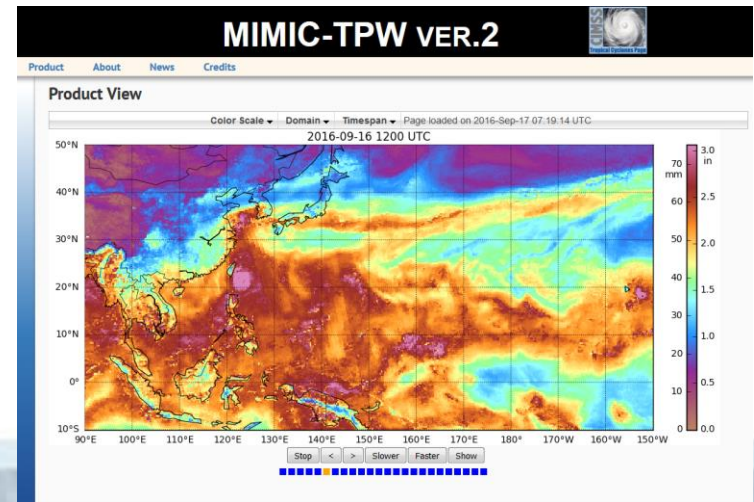 MIMIC-TPW VER.2
CIMSS
Tropical Cyclones Page
Product About News Credits
Product View
Color Scale Domain Timespan Page loaded on 2016-Sep-17 07:19:14 UTC
2016-09-16 1200 UTC
50°N
40°N
30°N
20°N
10°N
0°
10°S
90°E 100°E 110°E 120°E 130°E 140°E 150°E 160°E 170°E 180° 170°W 160°W 150°W
70
mm
60
50
40
30
20
10
0
3.0
in
2.5
2.0
1.5
1.0
0.5
0.0
Stop < > Slower Faster Show